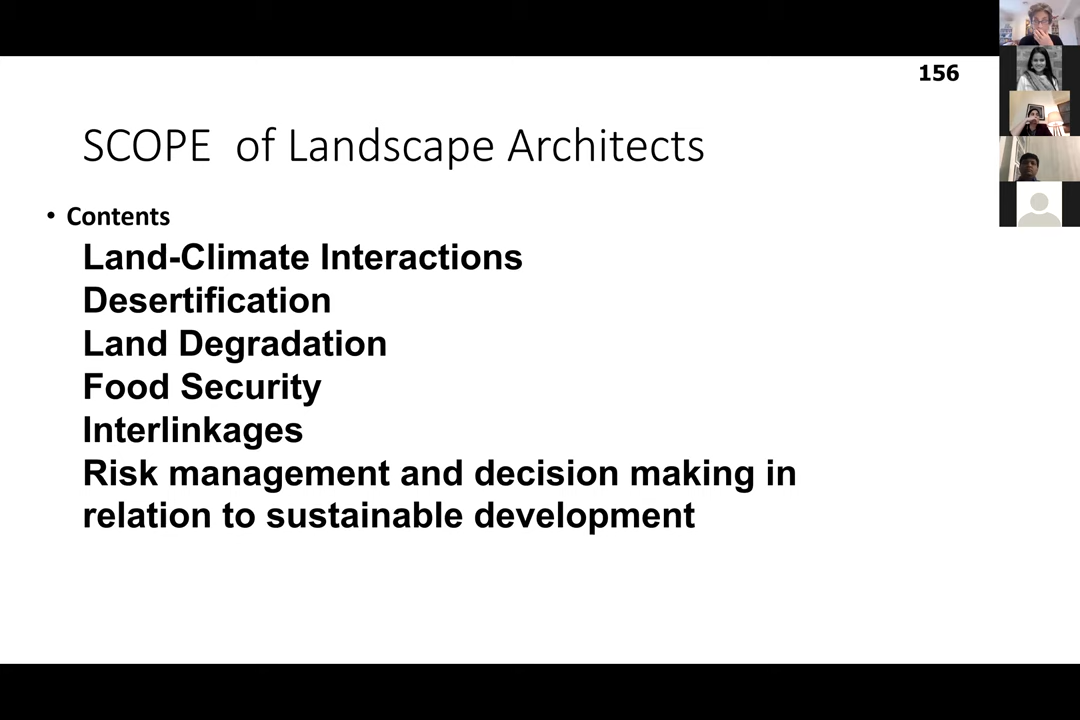 156
SCOPE of Landscape Architects
• Contents
Land-Climate Interactions
Desertification
Land Degradation
Food Security
Interlinkages
Risk management and decision making in
relation to sustainable development